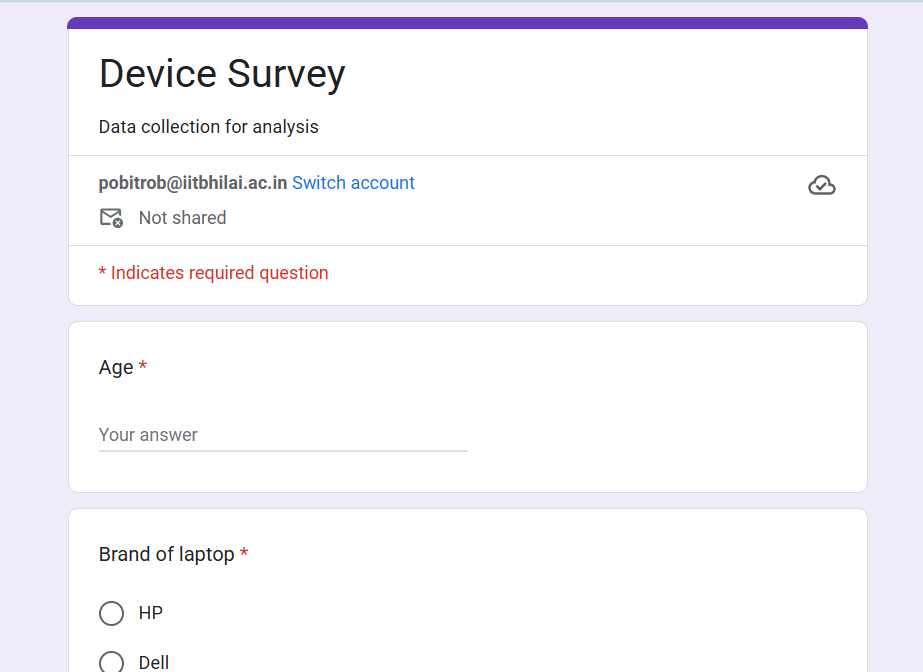 Device Survey
Data collection for analysis
pobitrob@iitbhilai.ac.in Switch account
Not shared
* Indicates required question
Age *
Your answer
Brand of laptop *
HP
Dell